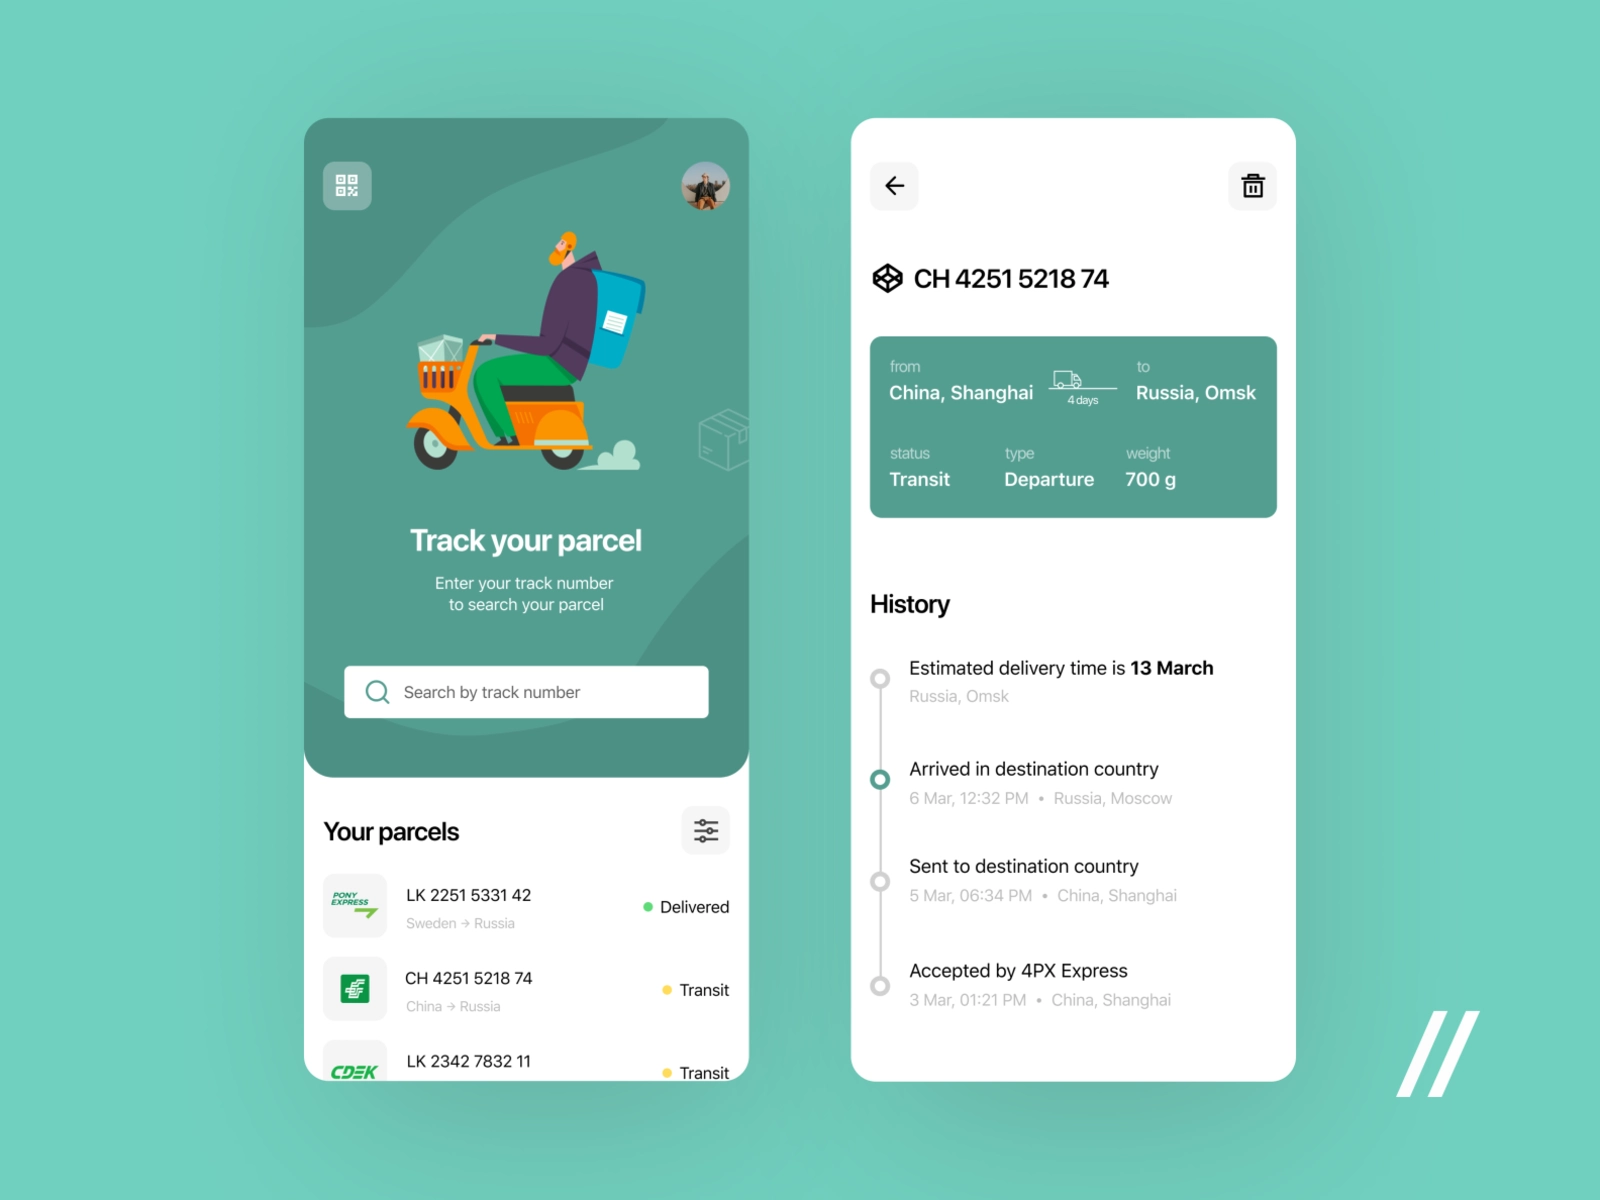 Track your parcel
Enter your track number
to search your parcel
Search by track number
Your parcels
PONY
EXPRESS
LK 2251 5331 42
Sweden → Russia
Delivered
CH 4251 5218 74
China → Russia
Transit
CDEK
LK 2342 7832 11
Transit
CH 4251 5218 74
from
China, Shanghai
4 days
to
Russia, Omsk
status
Transit
type
Departure
weight
700 g
History
Estimated delivery time is 13 March
Russia, Omsk
Arrived in destination country
6 Mar, 12:32 PM • Russia, Moscow
Sent to destination country
5 Mar, 06:34 PM • China, Shanghai
Accepted by 4PX Express
3 Mar, 01:21 PM • China, Shanghai